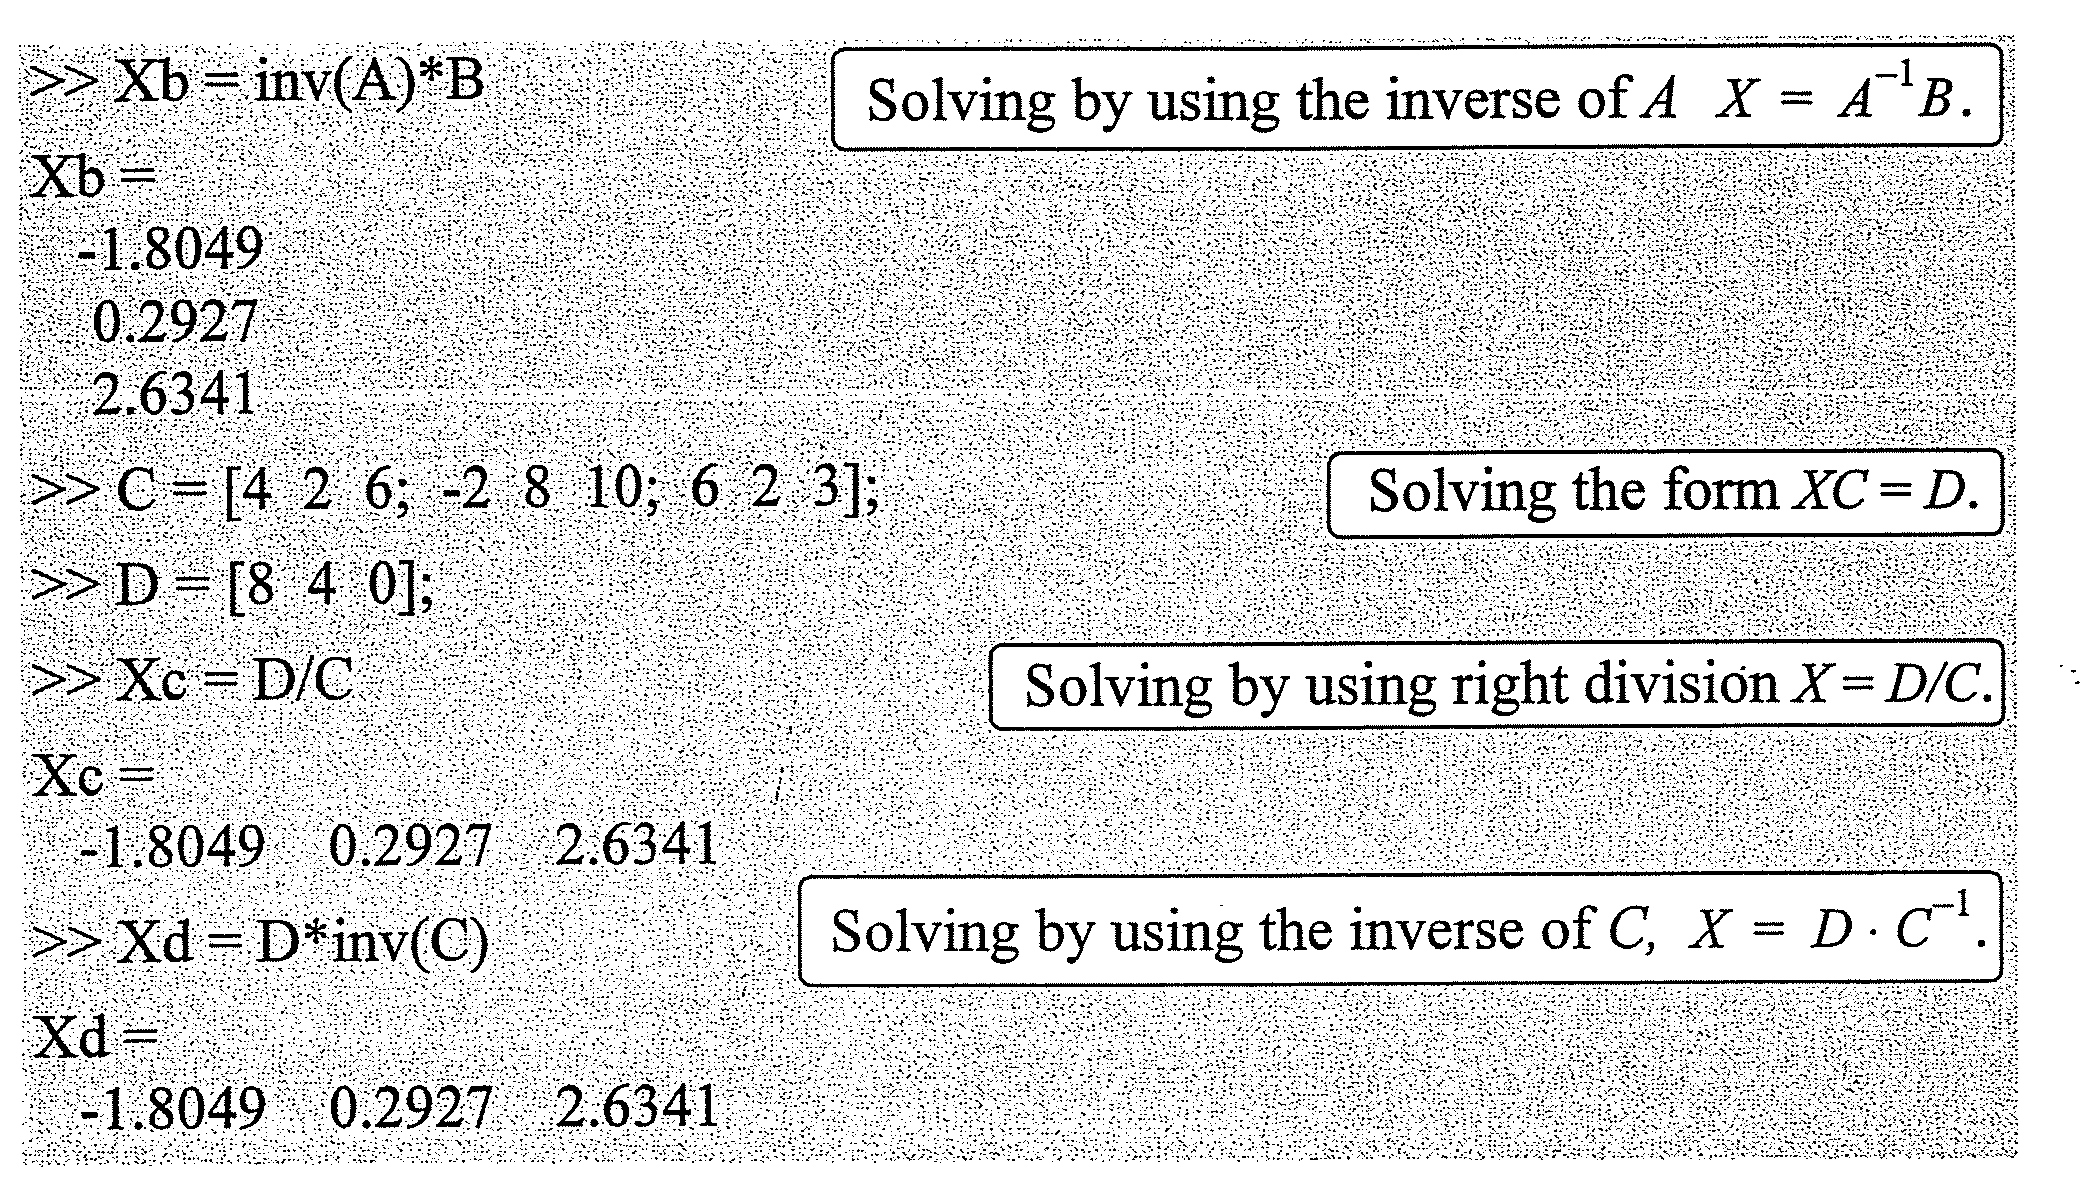 >> Xb = inv(A)*B
Solving by using the inverse of A X = A⁻¹B.
Xb =
-1.8049
0.2927
2.6341
>> C = [4 2 6; -2 8 10; 6 2 3];
Solving the form XC = D.
>> D = [8 4 0];
>> Xc = D/C
Solving by using right division X = D/C.
Xc =
-1.8049 0.2927 2.6341
>> Xd = D*inv(C)
Solving by using the inverse of C, X = D · C⁻¹.
Xd =
-1.8049 0.2927 2.6341